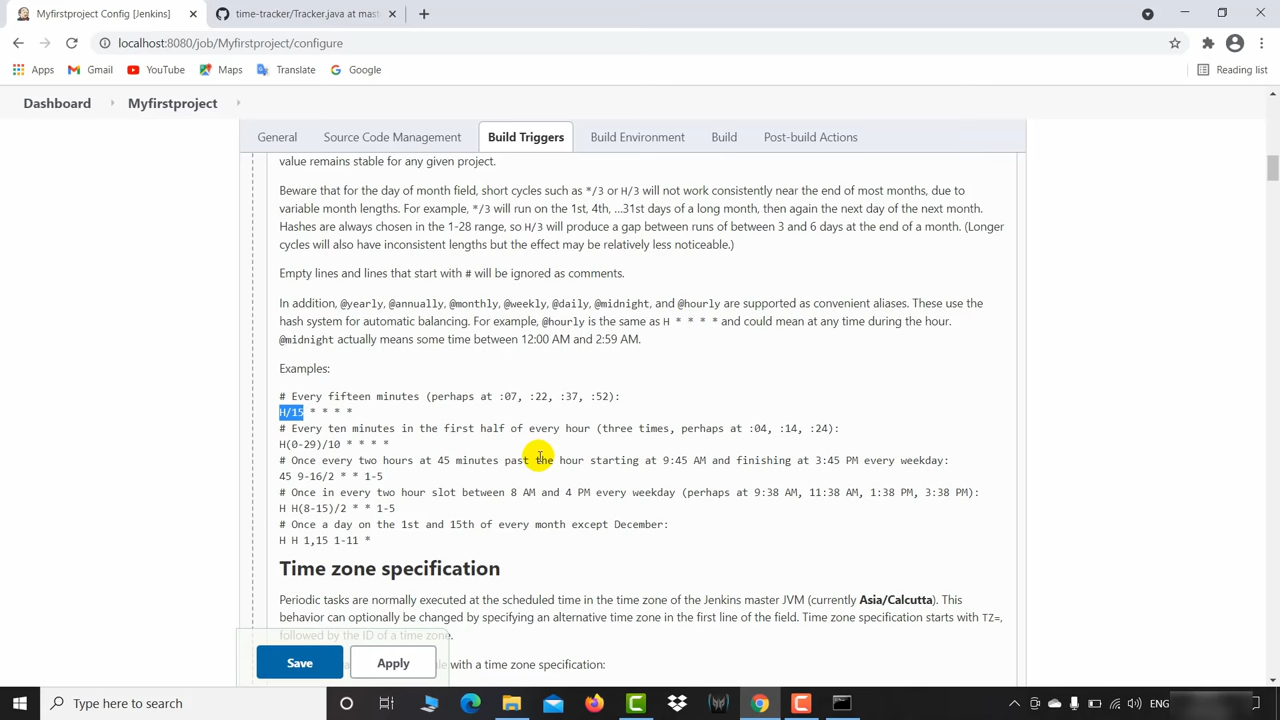 Myfirstproject Config [Jenkins]
time-tracker/Tracker.java at mast
localhost:8080/job/Myfirstproject/configure
Apps
Gmail
YouTube
Maps
Translate
Google
Reading list
Dashboard
Myfirstproject
General
Source Code Management
Build Triggers
Build Environment
Build
Post-build Actions
value remains stable for any given project.
Beware that for the day of month field, short cycles such as */3 or H/3 will not work consistently near the end of most months, due to
variable month lengths. For example, */3 will run on the 1st, 4th, …31st days of a long month, then again the next day of the next month.
Hashes are always chosen in the 1-28 range, so H/3 will produce a gap between runs of between 3 and 6 days at the end of a month. (Longer
cycles will also have inconsistent lengths but the effect may be relatively less noticeable.)
Empty lines and lines that start with # will be ignored as comments.
In addition, @yearly, @annually, @monthly, @weekly, @daily, @midnight, and @hourly are supported as convenient aliases. These use the
hash system for automatic balancing. For example, @hourly is the same as H * * * * and could mean at any time during the hour.
@midnight actually means some time between 12:00 AM and 2:59 AM.
Examples:
# Every fifteen minutes (perhaps at :07, :22, :37, :52):
H/15 * * * *
# Every ten minutes in the first half of every hour (three times, perhaps at :04, :14, :24):
H(0-29)/10 * * * *
# Once every two hours at 45 minutes past the hour starting at 9:45 AM and finishing at 3:45 PM every weekday:
45 9-16/2 * * 1-5
# Once in every two hour slot between 8 AM and 4 PM every weekday (perhaps at 9:38 AM, 11:38 AM, 1:38 PM, 3:38 PM):
H H(8-15)/2 * * 1-5
# Once a day on the 1st and 15th of every month except December:
H H 1,15 1-11 *
Time zone specification
Periodic tasks are normally executed at the scheduled time in the time zone of the Jenkins master JVM (currently Asia/Calcutta). This
behavior can optionally be changed by specifying an alternative time zone in the first line of the field. Time zone specification starts with TZ=,
followed by the ID of a time zone.
with a time zone specification:
Save
Apply
Type here to search
ENG